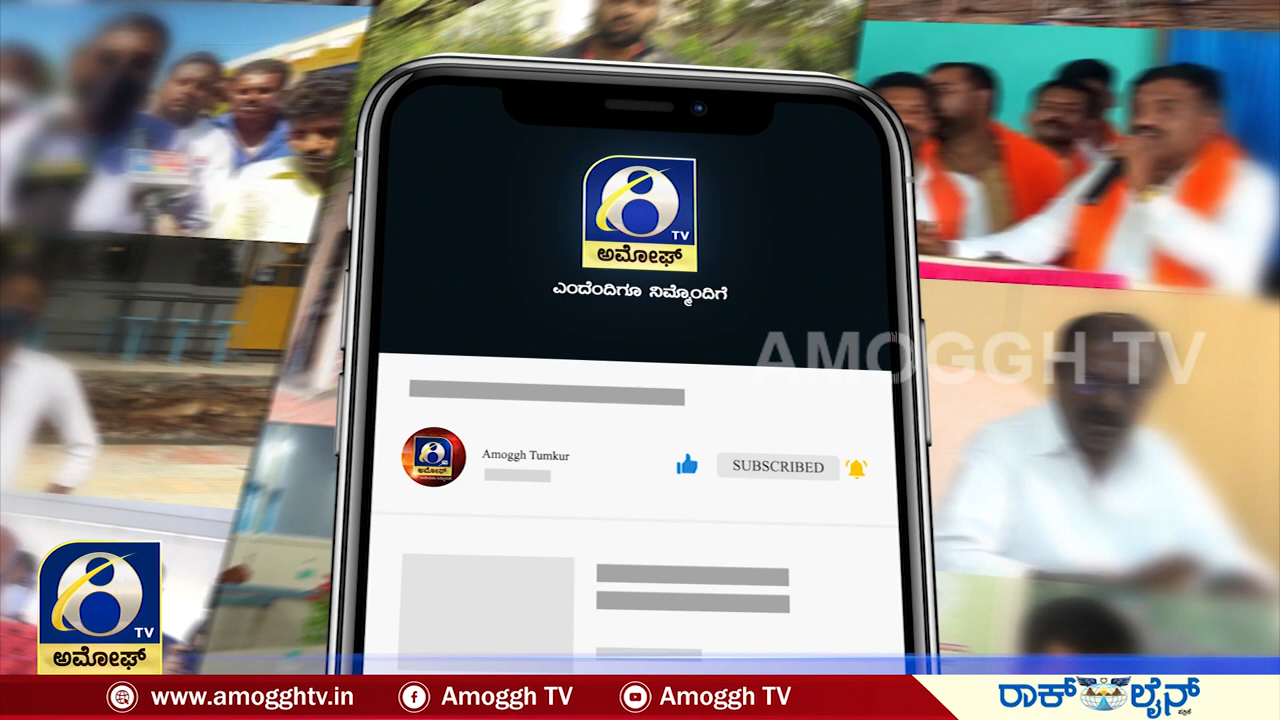 TV
ಅಮೋಘ್
ಎಂದೆಂದಿಗೂ ನಿಮ್ಮೊಂದಿಗೆ
AMOGGH TV
Amoggh Tumkur
SUBSCRIBED
TV
ಅಮೋಘ್
www.amogghtv.in
Amoggh TV
Amoggh TV
ರಾಕ್ ಲೈನ್